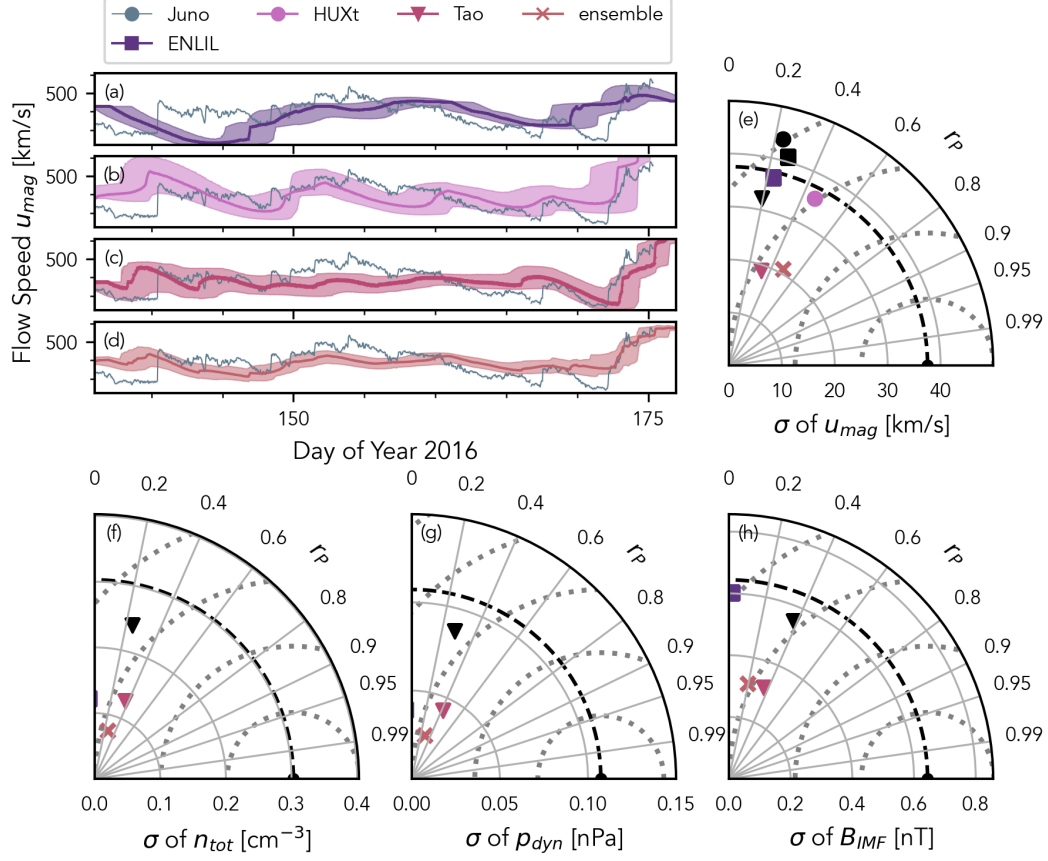 Juno
HUXt
Tao
ensemble
ENLIL
(a)
500
(b)
500
(c)
500
(d)
500
Flow Speed u_mag [km/s]
150
175
Day of Year 2016
(e)
0
0.2
0.4
0.6
r_P
0.8
0.9
0.95
0.99
0
10
20
30
40
σ of u_mag [km/s]
(f)
0
0.2
0.4
0.6
r_P
0.8
0.9
0.95
0.99
0.0
0.1
0.2
0.3
0.4
σ of n_tot [cm⁻³]
(g)
0
0.2
0.4
0.6
r_P
0.8
0.9
0.95
0.99
0.00
0.05
0.10
0.15
σ of p_dyn [nPa]
(h)
0
0.2
0.4
0.6
r_P
0.8
0.9
0.95
0.99
0.0
0.2
0.4
0.6
0.8
σ of B_IMF [nT]